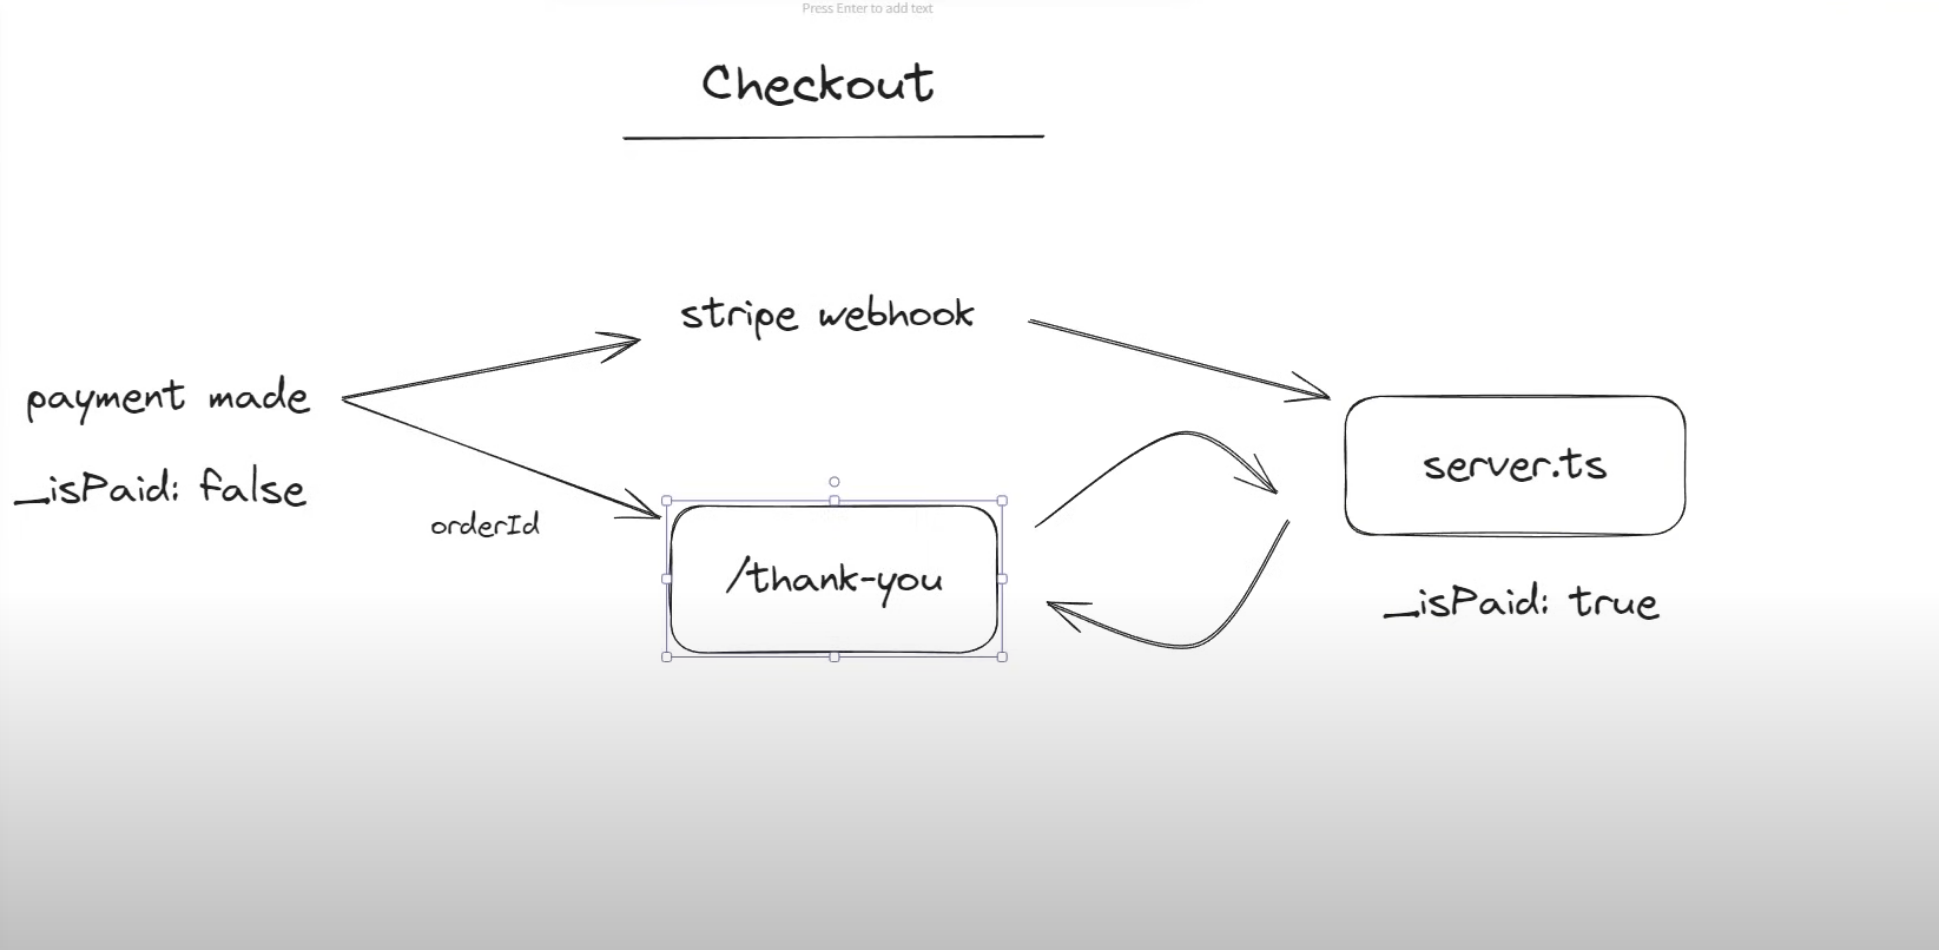 Press Enter to add text
Checkout
stripe webhook
payment made
_isPaid: false
orderId
/thank-you
server.ts
_isPaid: true